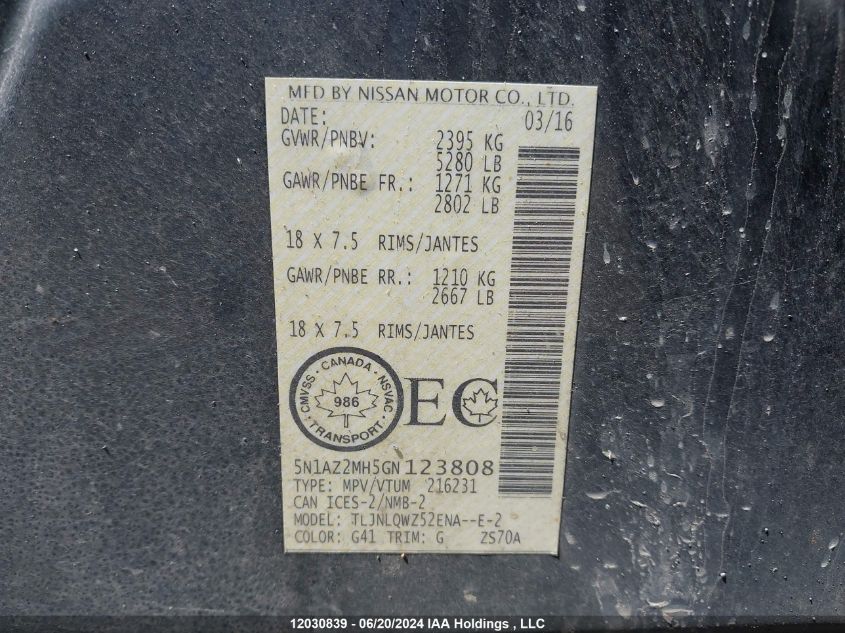 MFD BY NISSAN MOTOR CO., LTD.
DATE: 03/16
GVWR/PNBV: 2395 KG
5280 LB
GAWR/PNBE FR.: 1271 KG
2802 LB
18 X 7.5 RIMS/JANTES
GAWR/PNBE RR.: 1210 KG
2667 LB
18 X 7.5 RIMS/JANTES
CMVSS · CANADA · NSVAC
986
TRANSPORT
EC
5N1AZ2MH5GN123808
TYPE: MPV/VTUM 216231
CAN ICES-2/NMB-2
MODEL: TLJNLQWZ52ENA--E-2
COLOR: G41 TRIM: G ZS70A
12030839 - 06/20/2024 IAA Holdings , LLC